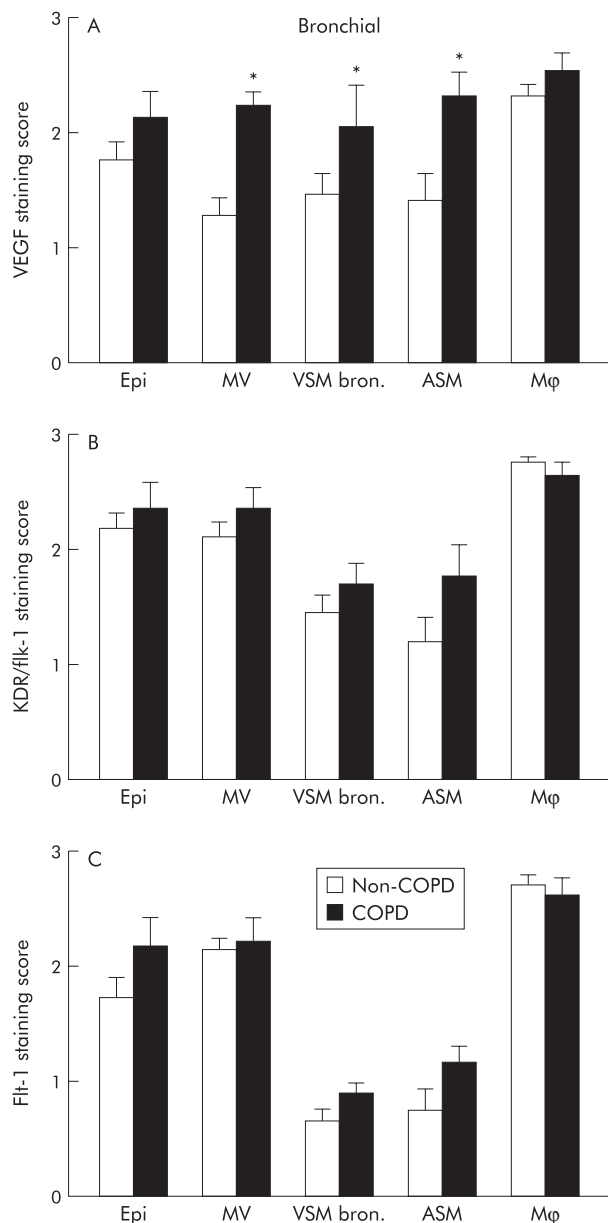 A
Bronchial
3
2
1
0
VEGF staining score
* * *
Epi MV VSM bron. ASM Mφ
B
3
2
1
0
KDR/flk-1 staining score
Epi MV VSM bron. ASM Mφ
C
3
2
1
0
Flt-1 staining score
Non-COPD
COPD
Epi MV VSM bron. ASM Mφ